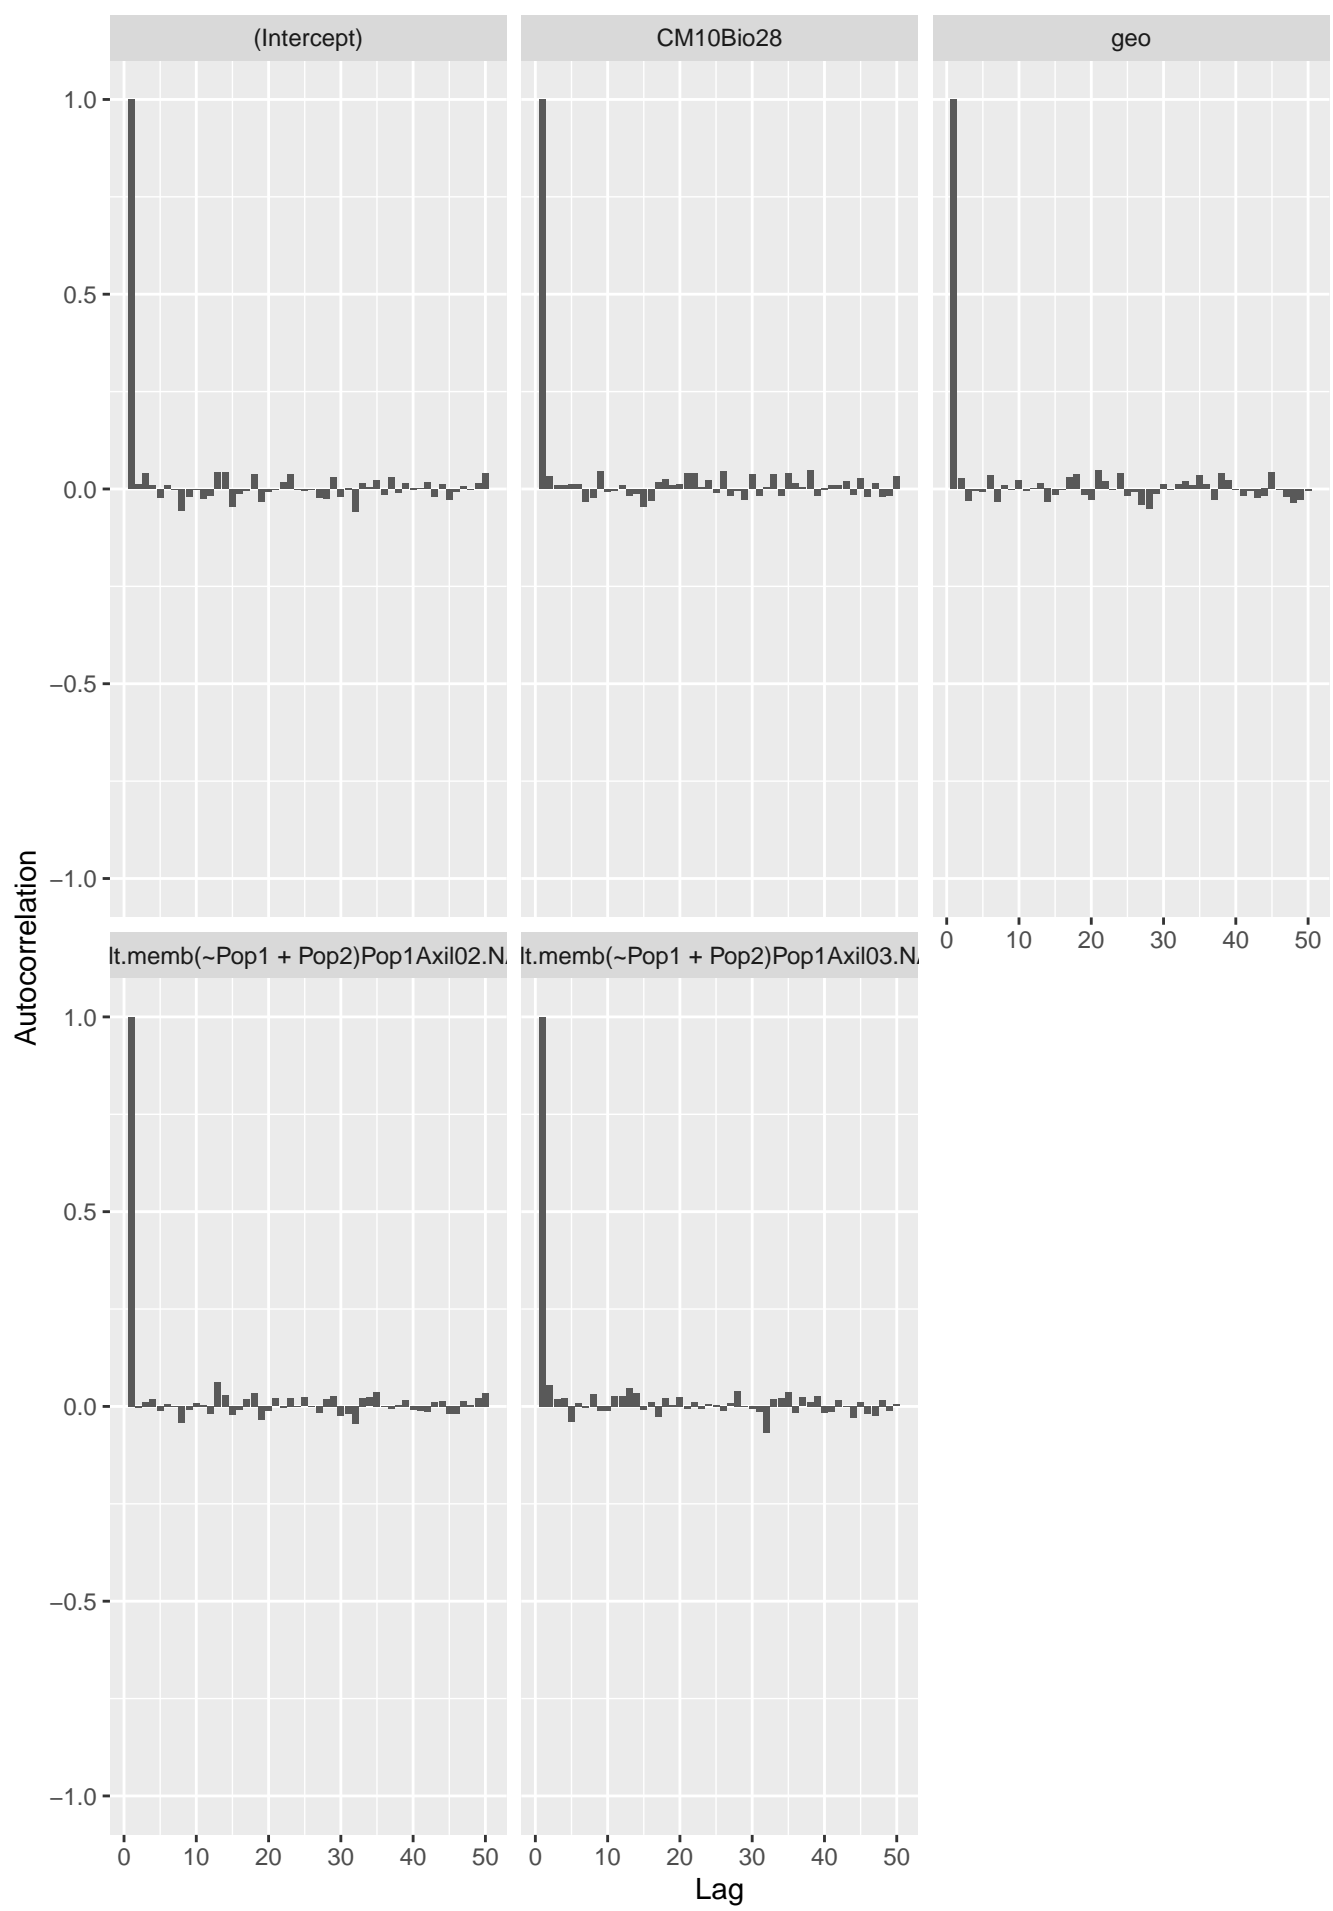 (Intercept)
CM10Bio28
geo
1.0
0.5
0.0
−0.5
−1.0
0 10 20 30 40 50
lt.memb(~Pop1 + Pop2)Pop1Axil02.N
lt.memb(~Pop1 + Pop2)Pop1Axil03.N
1.0
0.5
0.0
−0.5
−1.0
0 10 20 30 40 50
0 10 20 30 40 50
Lag
Autocorrelation